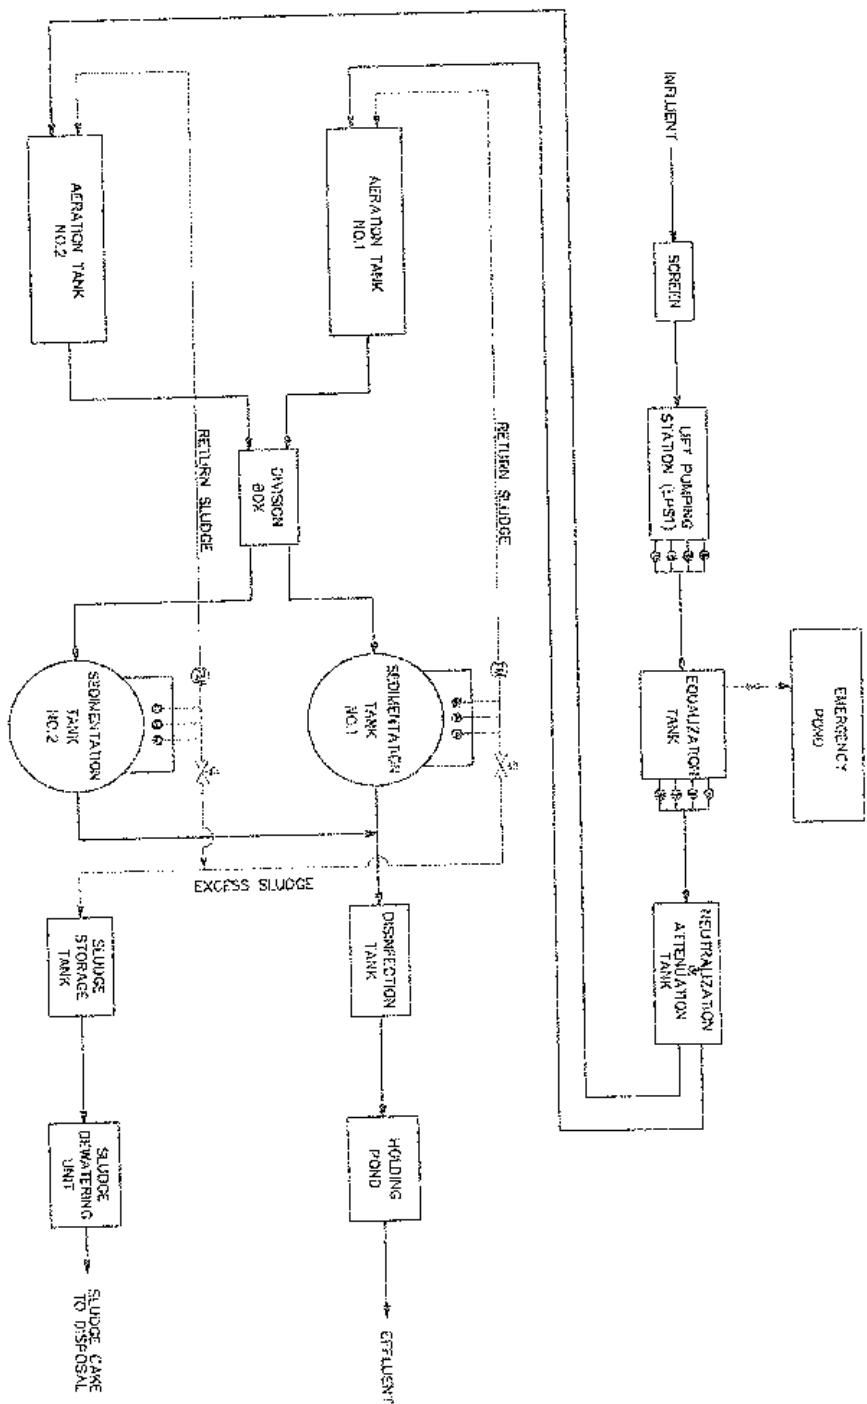 INFLUENT
SCREEN
LIFT PUMPING
STATION (LPS1)
EQUALIZATION
TANK
EMERGENCY
POND
NEUTRALIZATION
&
ATTENUATION
TANK
AERATION TANK
NO.1
RETURN SLUDGE
AERATION TANK
NO.2
RETURN SLUDGE
DIVISION
BOX
SEDIMENTATION
TANK
NO.1
SEDIMENTATION
TANK
NO.2
EXCESS SLUDGE
DISINFECTION
TANK
HOLDING
POND
EFFLUENT
SLUDGE
STORAGE
TANK
SLUDGE
DEWATERING
UNIT
SLUDGE CAKE
TO DISPOSAL